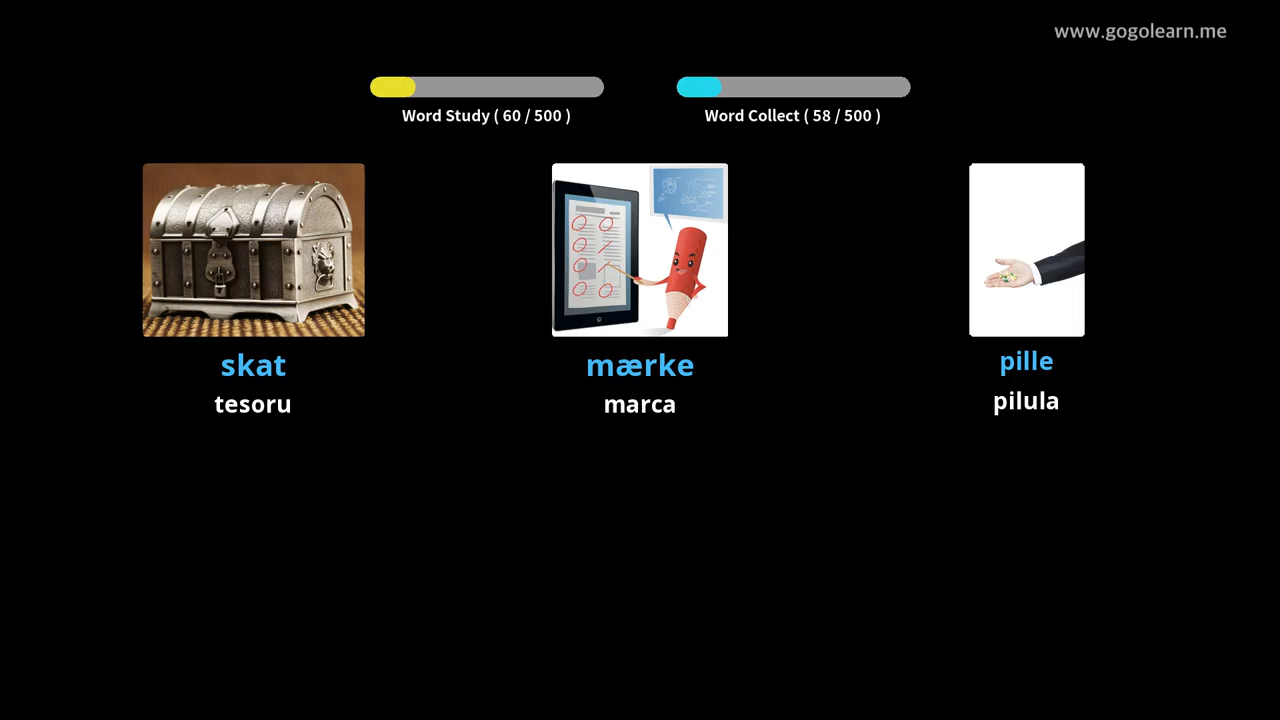 www.gogolearn.me
Word Study ( 60 / 500 )
Word Collect ( 58 / 500 )
skat
tesoru
mærke
marca
pille
pilula